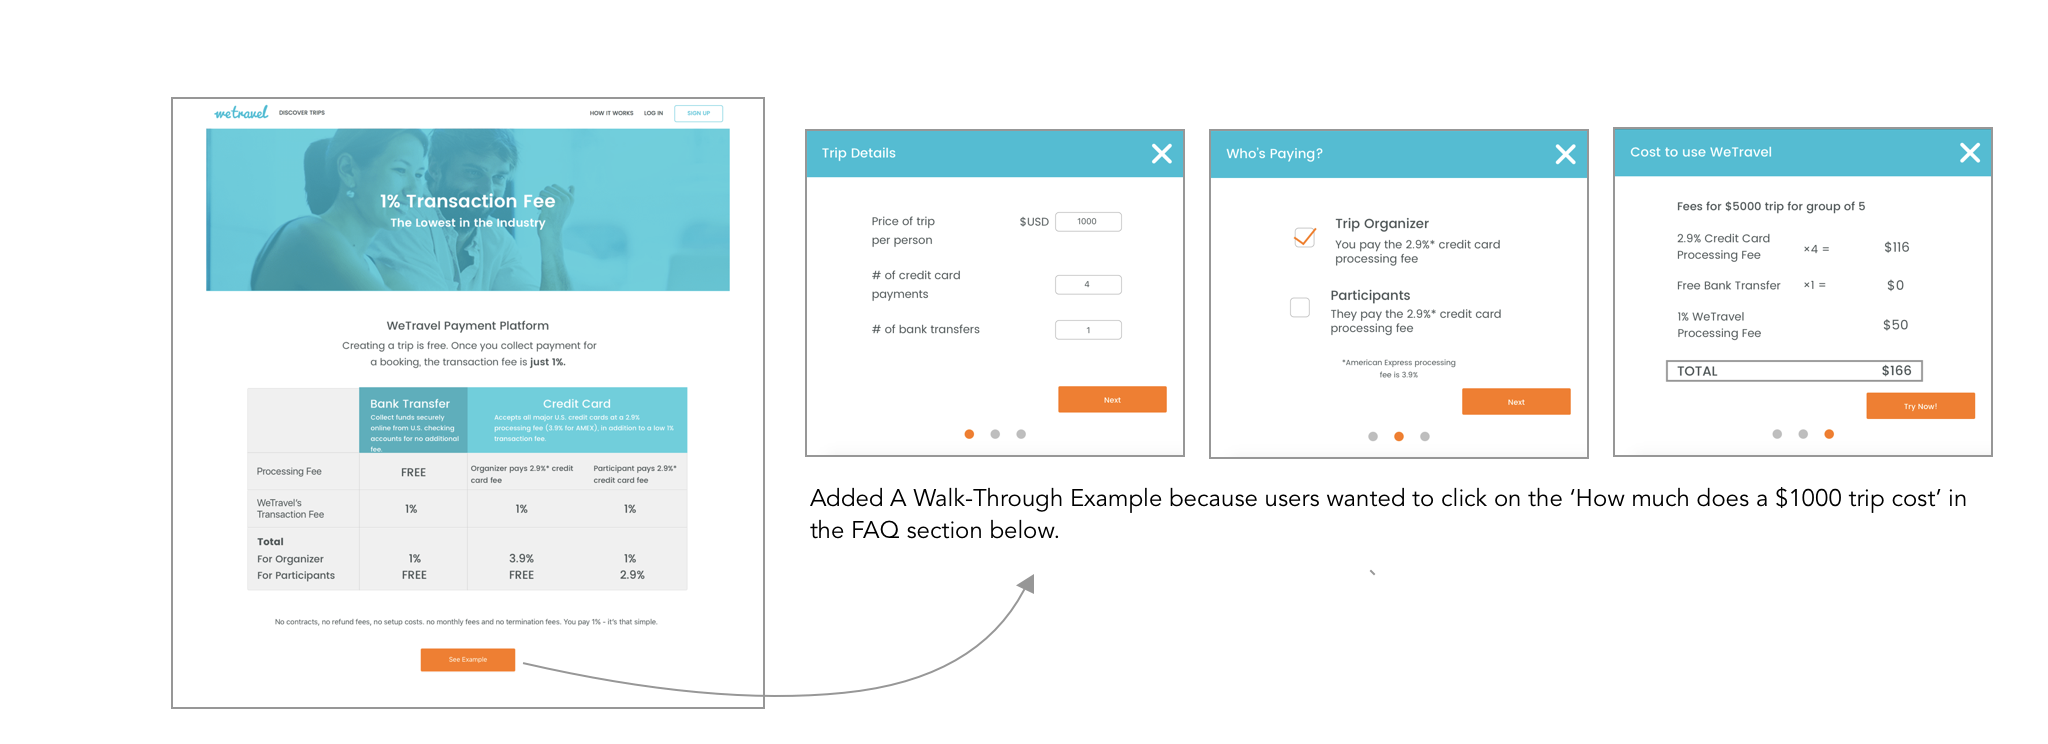 wetravel DISCOVER TRIPS HOW IT WORKS LOG IN SIGN UP
1% Transaction Fee
The Lowest in the Industry
WeTravel Payment Platform
Creating a trip is free. Once you collect payment for
a booking, the transaction fee is just 1%.
Bank Transfer
Collect funds securely
online from U.S. checking
accounts for no additional
fee.
Credit Card
Accepts all major U.S. credit cards at a 2.9%
processing fee (3.9% for AMEX), in addition to a low 1%
transaction fee.
Processing Fee
FREE
Organizer pays 2.9%* credit
card fee
Participant pays 2.9%*
credit card fee
WeTravel's
Transaction Fee
1% 1% 1%
Total
For Organizer 1% 3.9% 1%
For Participants FREE FREE 2.9%
No contracts, no refund fees, no setup costs. no monthly fees and no termination fees. You pay 1% - it's that simple.
See Example
Trip Details
Price of trip
per person
$USD 1000
# of credit card
payments
4
# of bank transfers 1
Next
Who's Paying?
Trip Organizer
You pay the 2.9%* credit card
processing fee
Participants
They pay the 2.9%* credit card
processing fee
*American Express processing
fee is 3.9%
Next
Cost to use WeTravel
Fees for $5000 trip for group of 5
2.9% Credit Card
Processing Fee
×4 = $116
Free Bank Transfer ×1 = $0
1% WeTravel
Processing Fee
$50
TOTAL $166
Try Now!
Added A Walk-Through Example because users wanted to click on the ‘How much does a $1000 trip cost’ in
the FAQ section below.